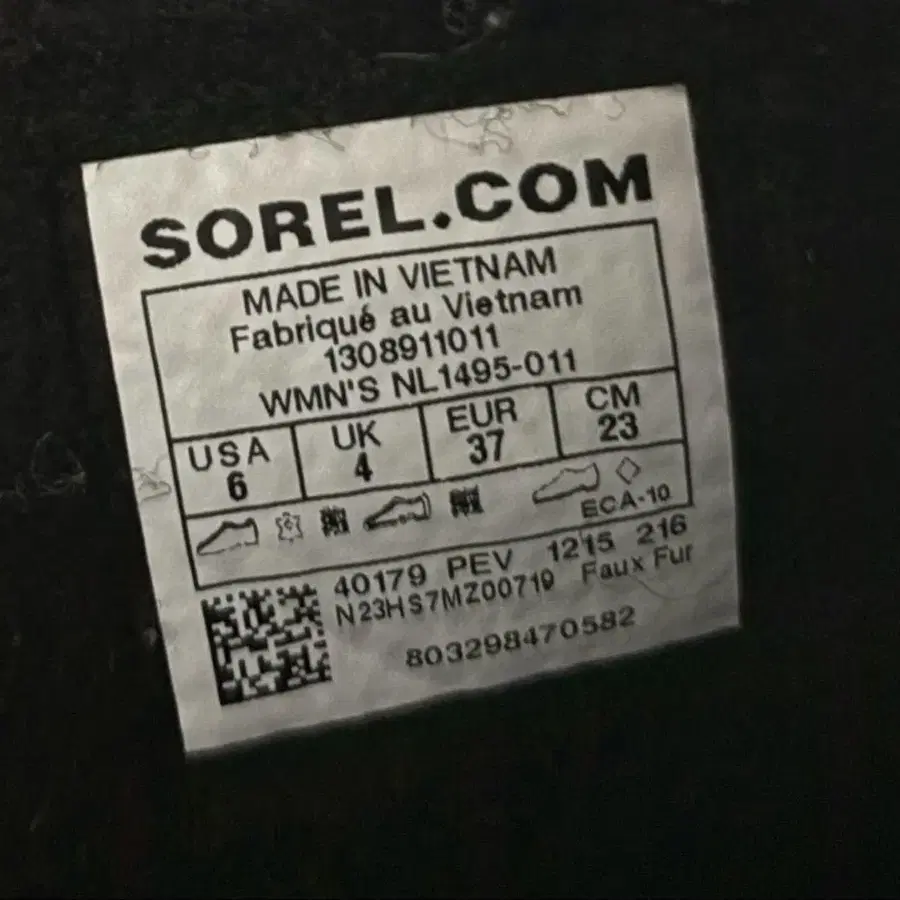 SOREL.COM
MADE IN VIETNAM
Fabriqué au Vietnam
1308911011
WMN'S NL1495-011
USA UK EUR CM
6 4 37 23
ECA-10
40179 PEV 1215 216
N23HS7MZ00719 Faux Fur
803298470582